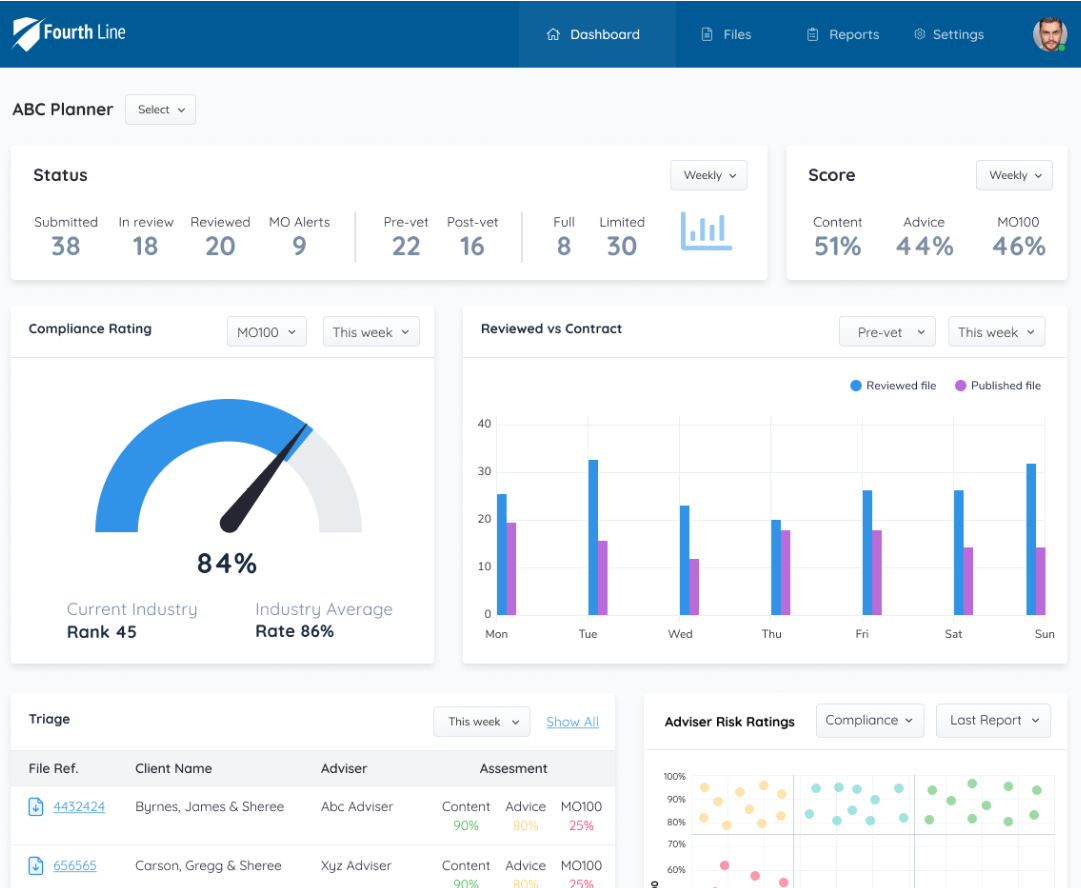 Fourth Line
Dashboard
Files
Reports
Settings
ABC Planner
Select
Status
Weekly
Submitted In review Reviewed MO Alerts Pre-vet Post-vet Full Limited
38 18 20 9 22 16 8 30
Score
Weekly
Content Advice MO100
51% 44% 46%
Compliance Rating
MO100
This week
84%
Current Industry
Rank 45
Industry Average
Rate 86%
Reviewed vs Contract
Pre-vet
This week
Reviewed file
Published file
40
30
20
10
0
Mon Tue Wed Thu Fri Sat Sun
Triage
This week
Show All
File Ref. Client Name Adviser Assesment
4432424 Byrnes, James & Sheree Abc Adviser Content Advice MO100
90% 80% 25%
656565 Carson, Gregg & Sheree Xyz Adviser Content Advice MO100
90% 80% 25%
Adviser Risk Ratings
Compliance
Last Report
100%
90%
80%
70%
60%